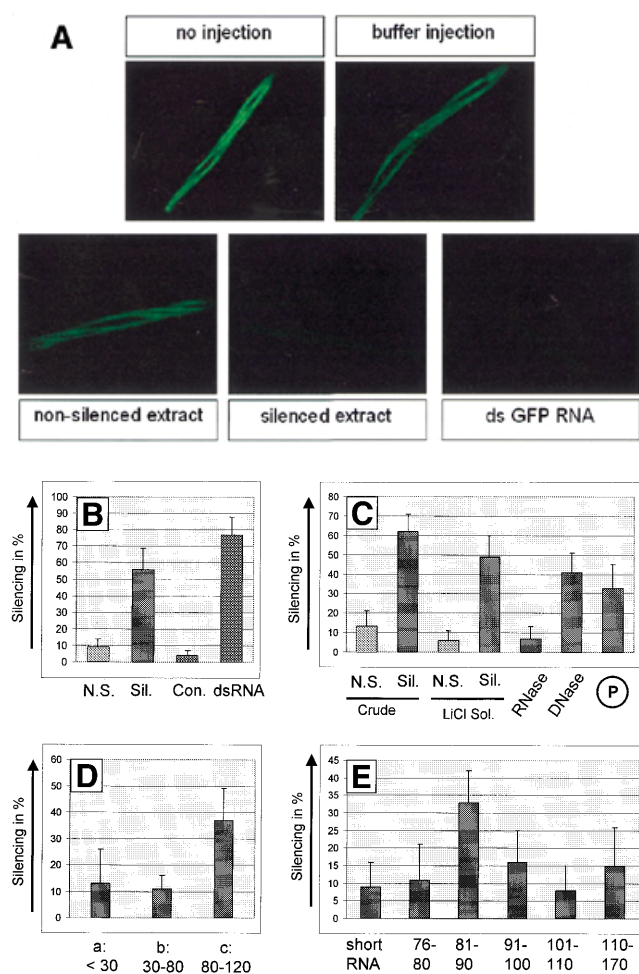 A
no injection buffer injection
non-silenced extract silenced extract ds GFP RNA
B
Silencing in %
100
90
80
70
60
50
40
30
20
10
0
N.S. Sil. Con. dsRNA
C
Silencing in %
80
70
60
50
40
30
20
10
0
N.S. Sil. N.S. Sil. RNase DNase P
Crude LiCl Sol.
D
Silencing in %
60
50
40
30
20
10
0
a: b: c:
< 30 30-80 80-120
E
Silencing in %
45
40
35
30
25
20
15
10
5
0
short 76- 81- 91- 101- 110-
RNA 80 90 100 110 170